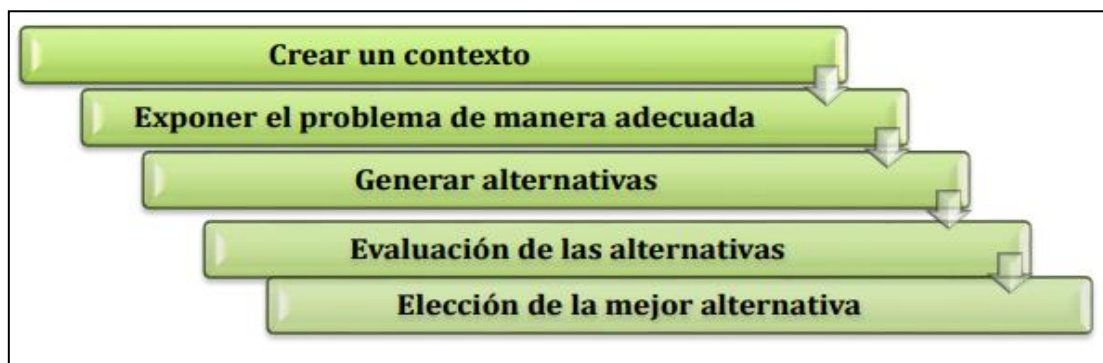 Crear un contexto
Exponer el problema de manera adecuada
Generar alternativas
Evaluación de las alternativas
Elección de la mejor alternativa